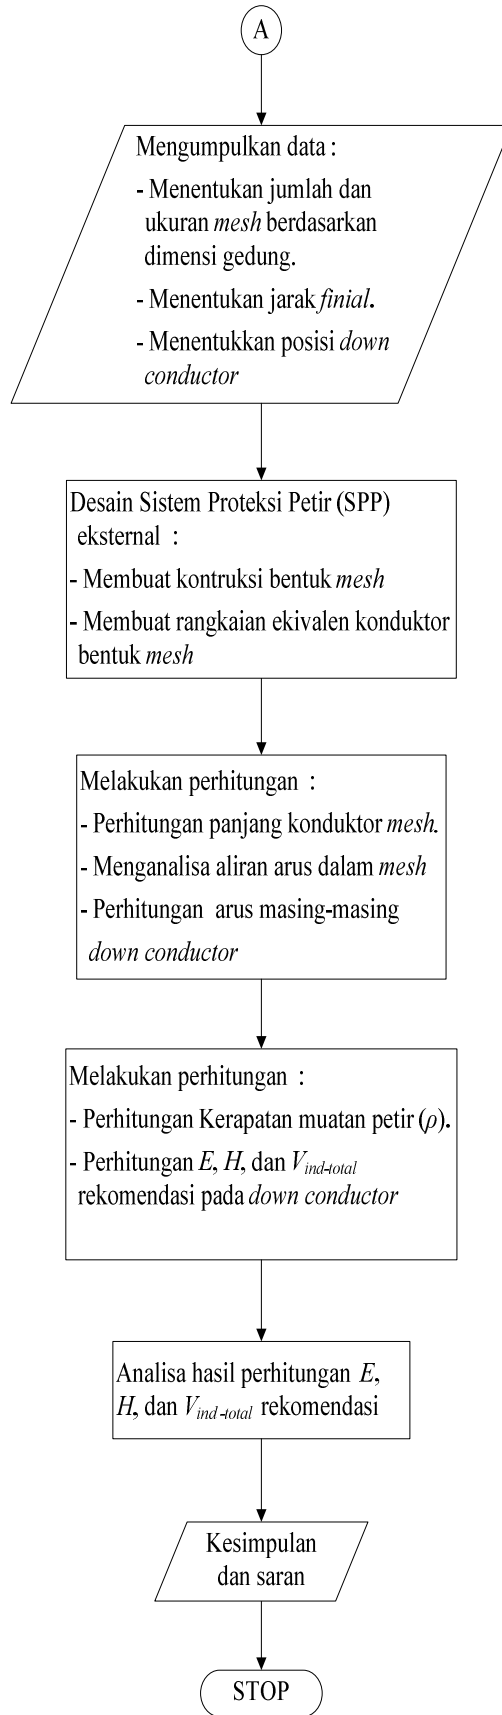 A
Mengumpulkan data :
- Menentukan jumlah dan
ukuran mesh berdasarkan
dimensi gedung.
- Menentukan jarak finial.
- Menentukkan posisi down
conductor
Desain Sistem Proteksi Petir (SPP)
eksternal :
- Membuat kontruksi bentuk mesh
- Membuat rangkaian ekivalen konduktor
bentuk mesh
Melakukan perhitungan :
- Perhitungan panjang konduktor mesh.
- Menganalisa aliran arus dalam mesh
- Perhitungan arus masing-masing
down conductor
Melakukan perhitungan :
- Perhitungan Kerapatan muatan petir (ρ).
- Perhitungan E, H, dan Vind-total
rekomendasi pada down conductor
Analisa hasil perhitungan E,
H, dan Vind-total rekomendasi
Kesimpulan
dan saran
STOP